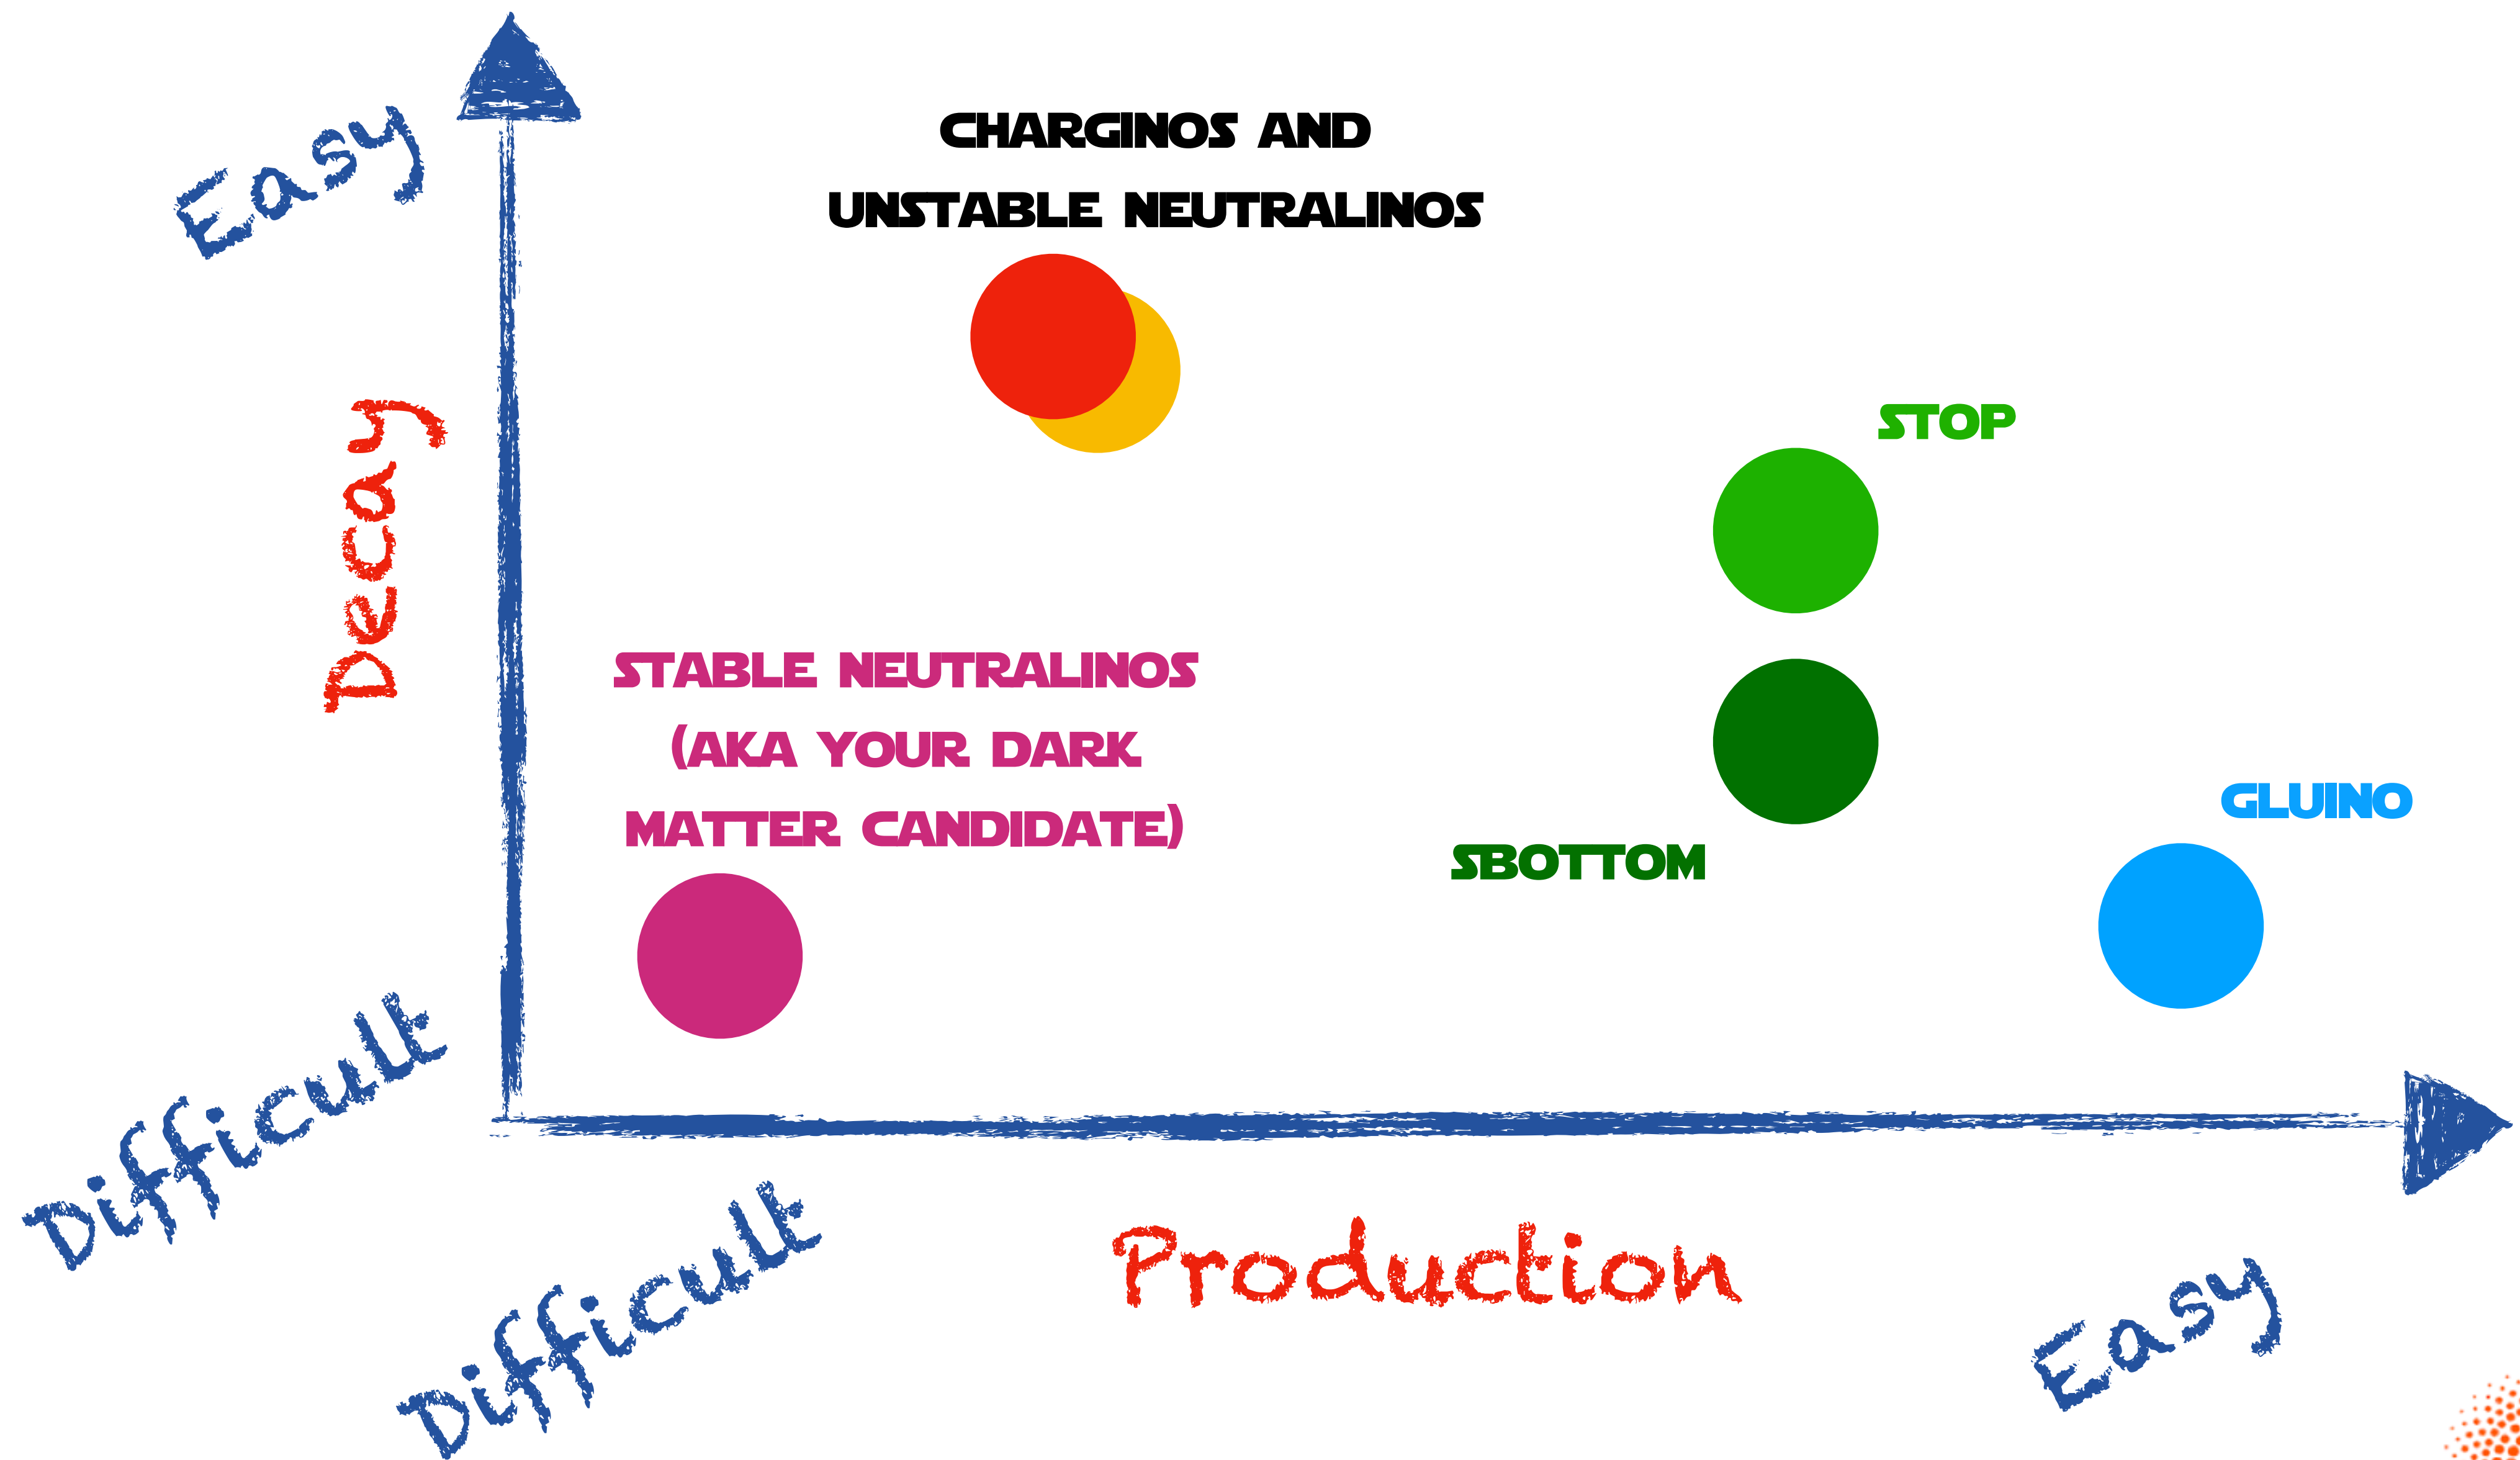 Easy
CHARGINOS AND
UNSTABLE NEUTRALINOS
Decay
STOP
STABLE NEUTRALINOS
(AKA YOUR DARK
MATTER CANDIDATE)
SBOTTOM
GLUINO
Difficult
Difficult
Production
Easy